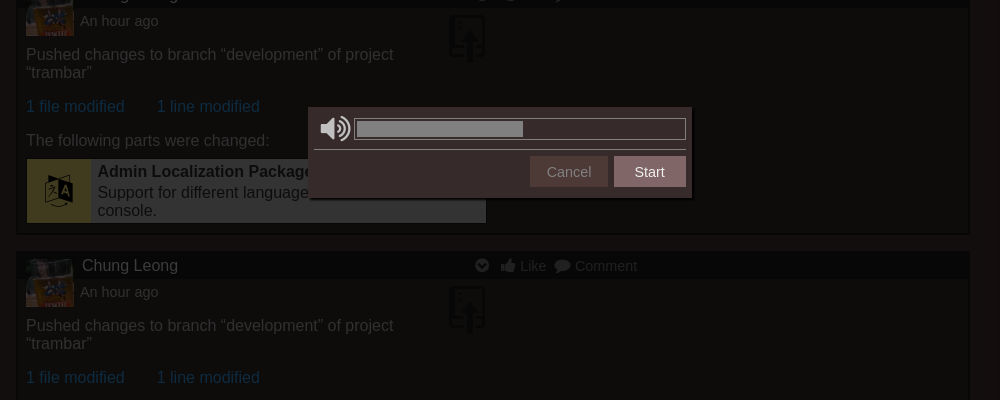 An hour ago
Pushed changes to branch “development” of project
“trambar”
1 file modified 1 line modified
The following parts were changed:
Admin Localization Package
Support for different language
console.
Cancel Start
Chung Leong Like Comment
An hour ago
Pushed changes to branch “development” of project
“trambar”
1 file modified 1 line modified